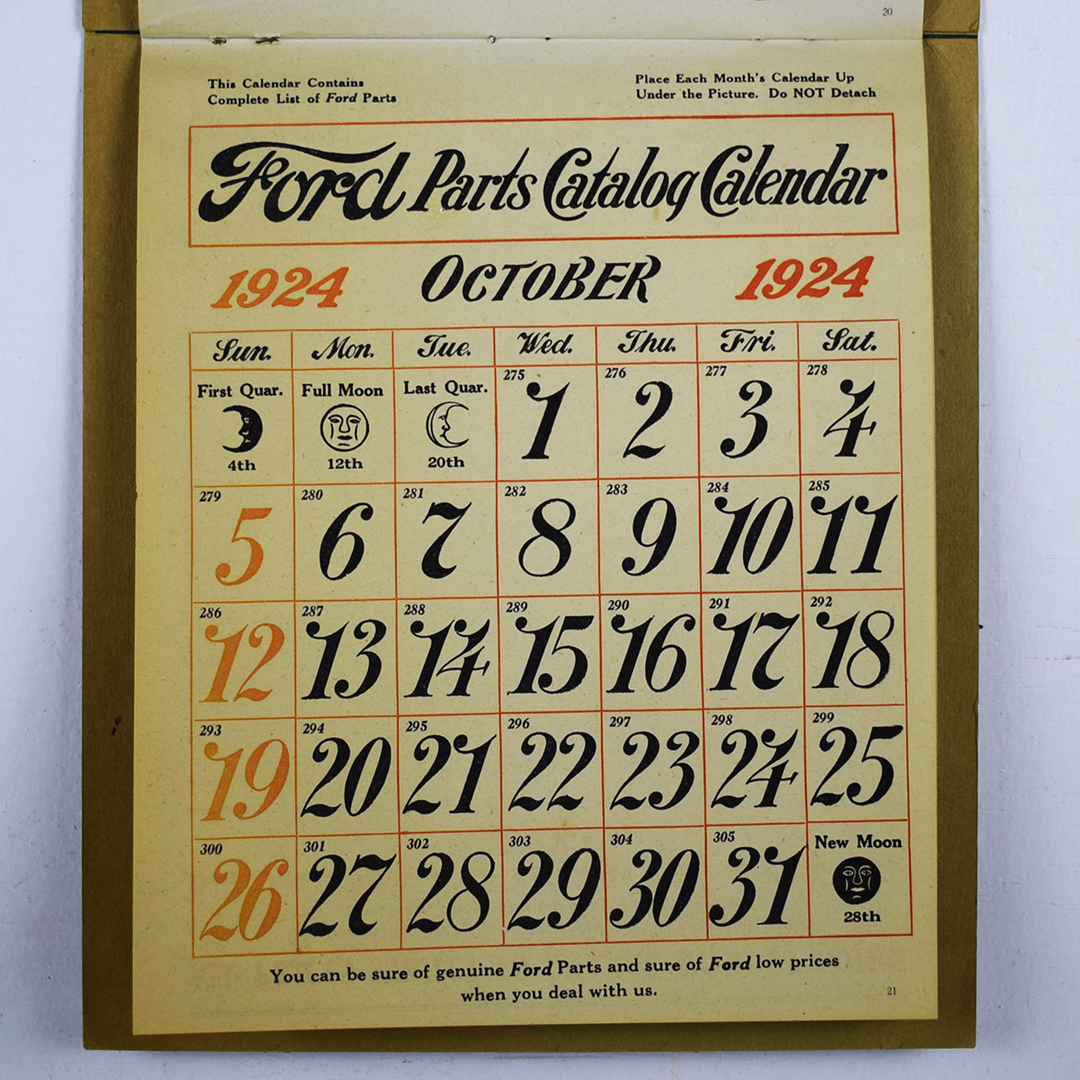 20
This Calendar Contains
Complete List of Ford Parts
Place Each Month's Calendar Up
Under the Picture. Do NOT Detach
Ford Parts Catalog Calendar
1924 OCTOBER 1924
Sun. Mon. Tue. Wed. Thu. Fri. Sat.
First Quar. Full Moon Last Quar. 275 276 277 278
1 2 3 4
4th 12th 20th
279 280 281 282 283 284 285
5 6 7 8 9 10 11
286 287 288 289 290 291 292
12 13 14 15 16 17 18
293 294 295 296 297 298 299
19 20 21 22 23 24 25
300 301 302 303 304 305 New Moon
26 27 28 29 30 31
28th
You can be sure of genuine Ford Parts and sure of Ford low prices
when you deal with us.
21